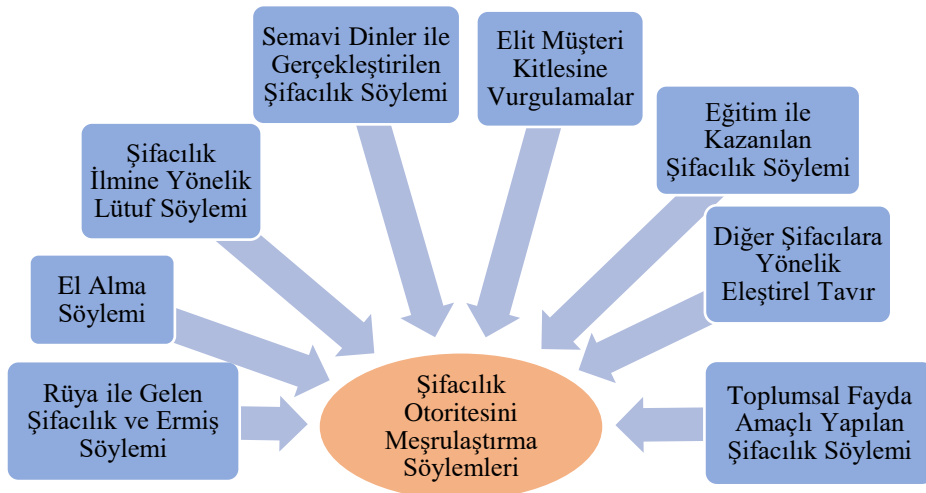 Semavi Dinler ile
Gerçekleştirilen
Şifacılık Söylemi
Elit Müşteri
Kitlesine
Vurgulamalar
Eğitim ile
Kazanılan
Şifacılık Söylemi
Şifacılık
İlmine Yönelik
Lütuf Söylemi
Diğer Şifacılara
Yönelik
Eleştirel Tavır
El Alma
Söylemi
Rüya ile Gelen
Şifacılık ve Ermiş
Söylemi
Şifacılık
Otoritesini
Meşrulaştırma
Söylemleri
Toplumsal Fayda
Amaçlı Yapılan
Şifacılık Söylemi